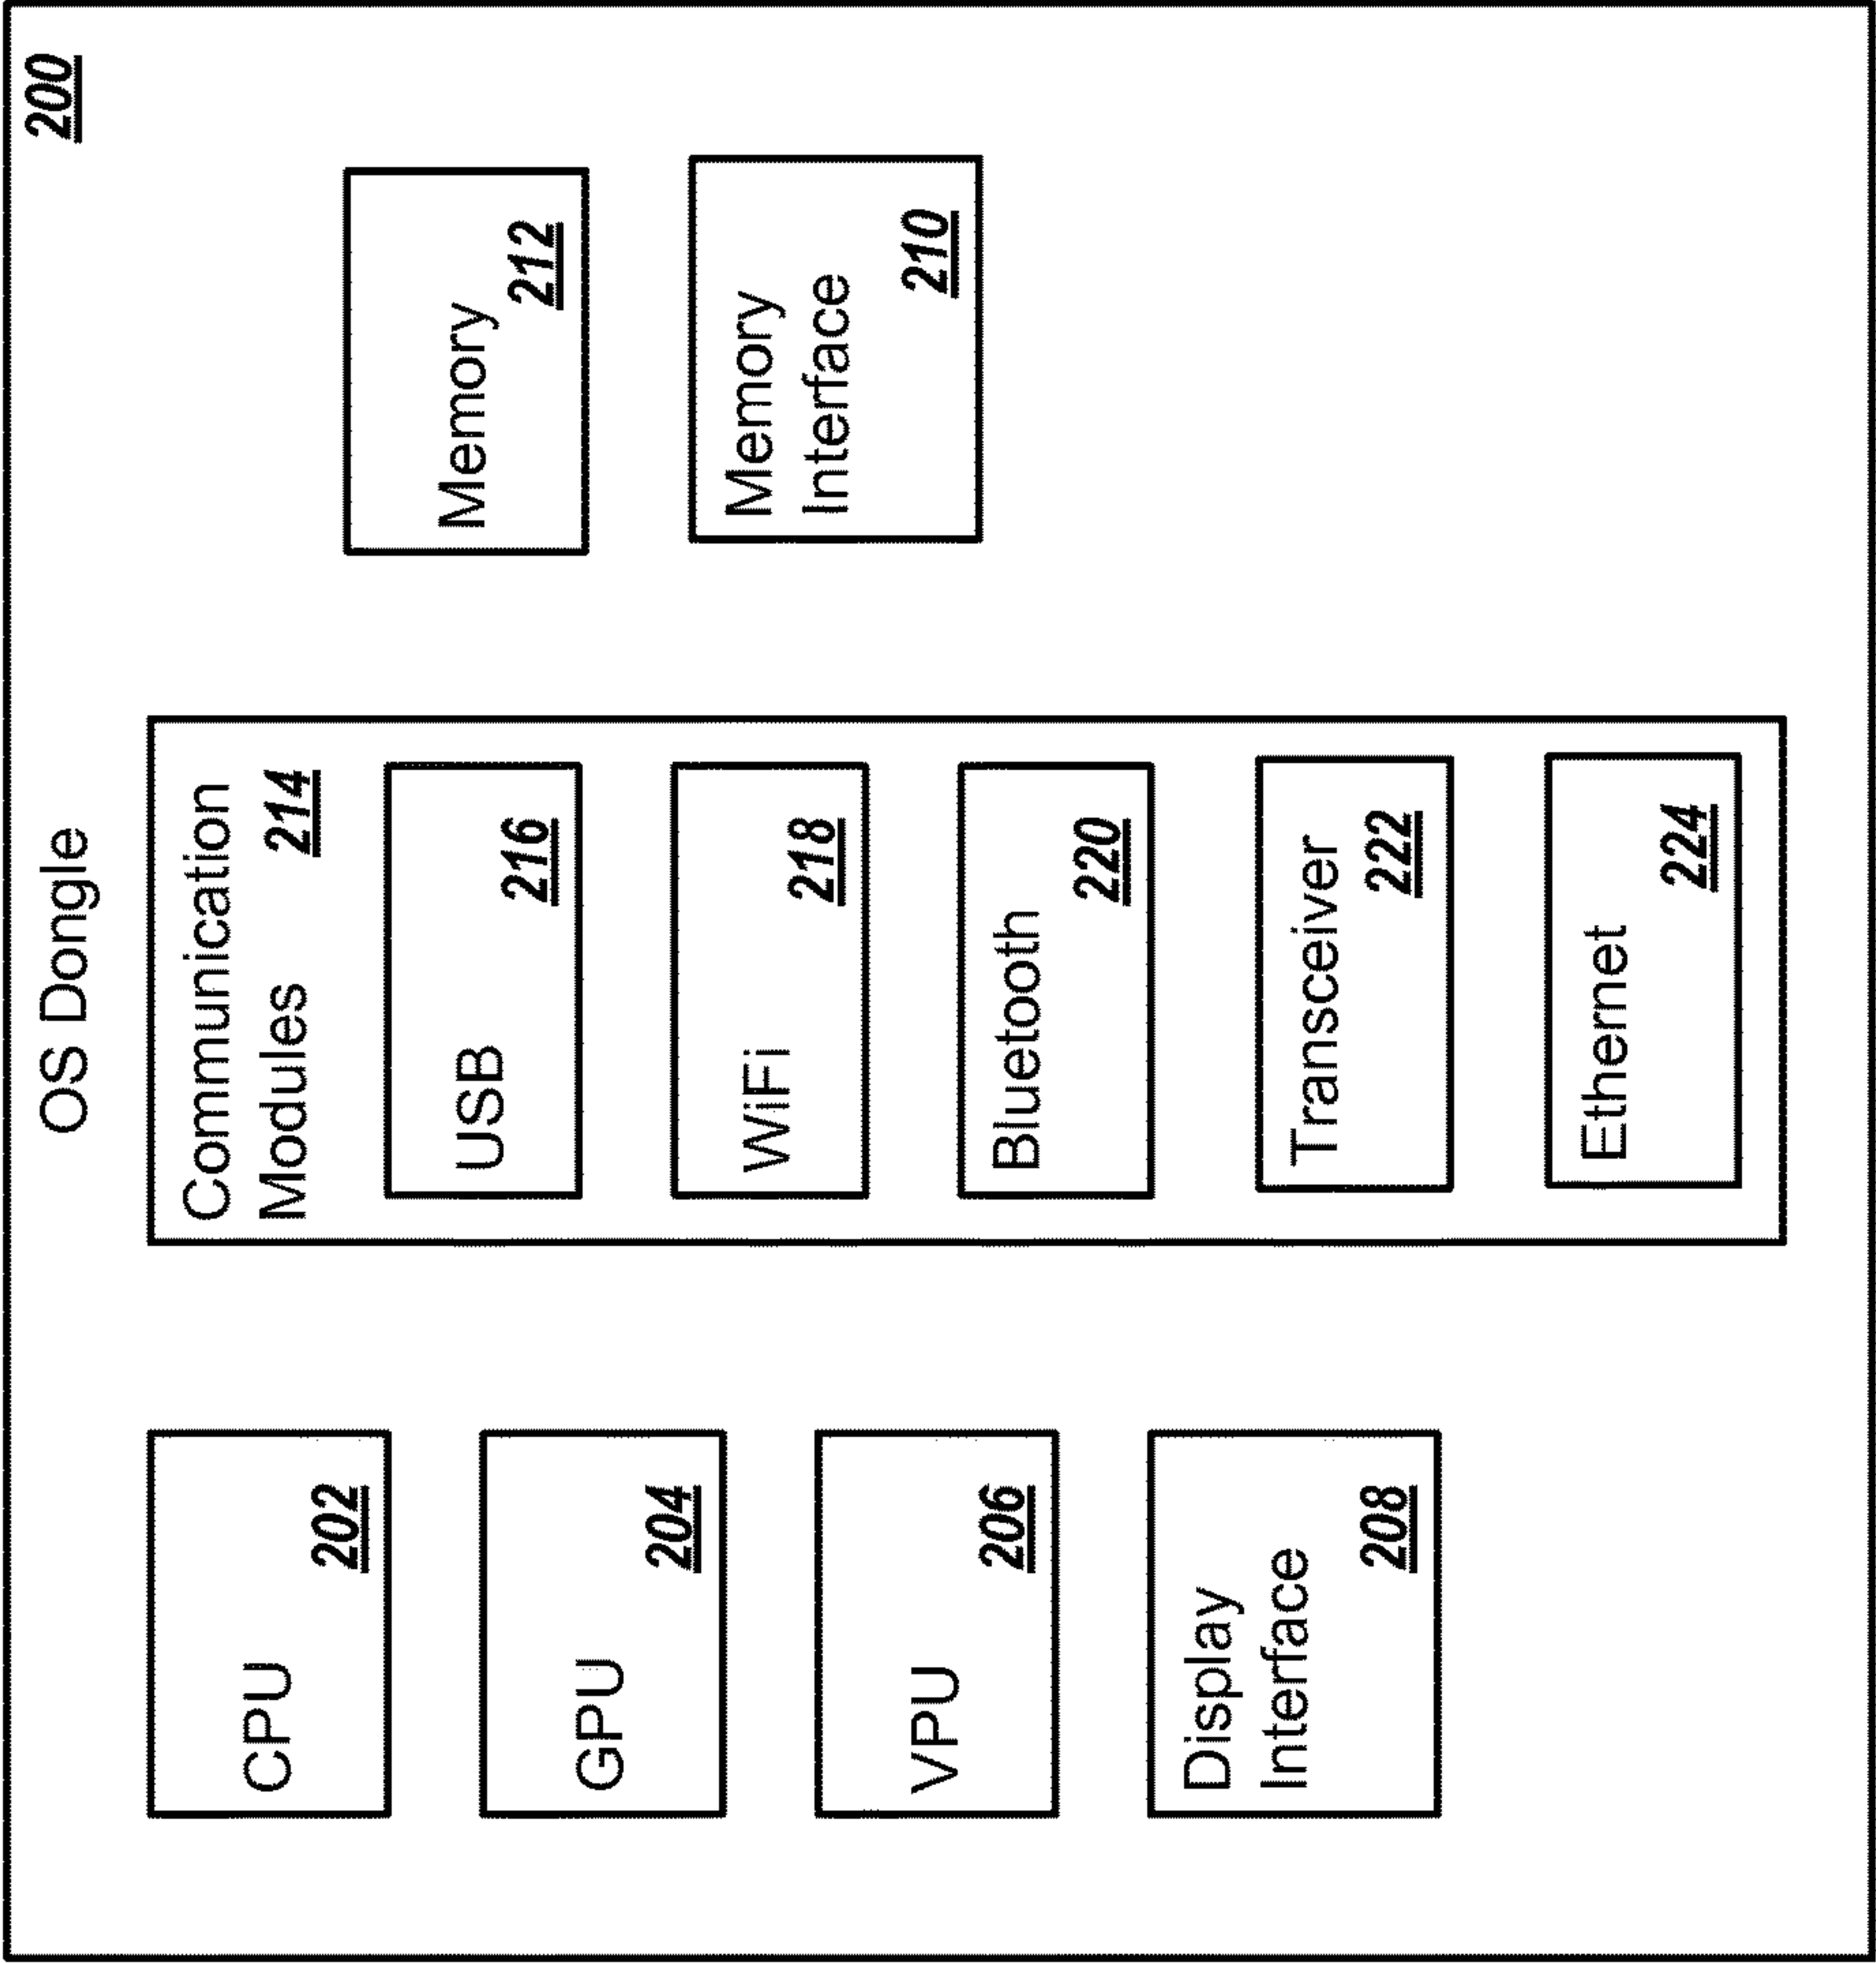 OS Dongle
200
CPU
202
GPU
204
VPU
206
Display
Interface
208
Communication
Modules 214
USB
216
WiFi
218
Bluetooth
220
Transceiver
222
Ethernet
224
Memory
212
Memory
Interface
210